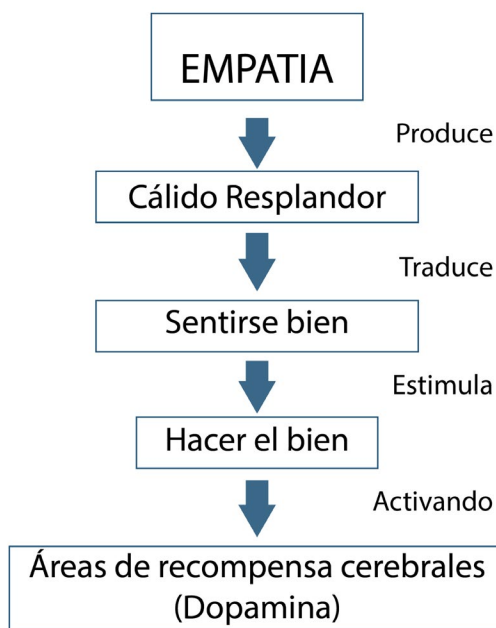 EMPATIA
Produce
Cálido Resplandor
Traduce
Sentirse bien
Estimula
Hacer el bien
Activando
Áreas de recompensa cerebrales
(Dopamina)